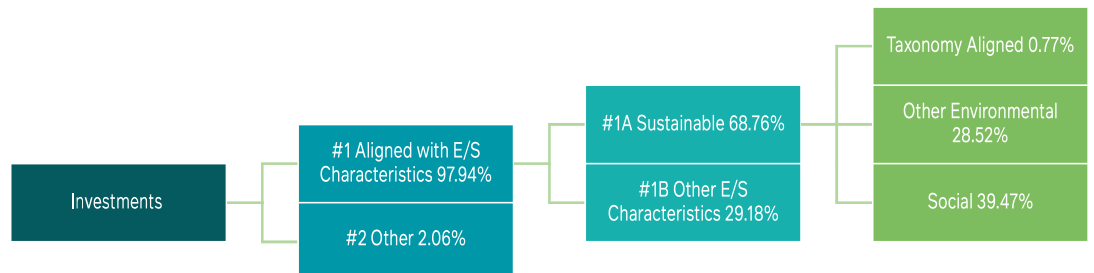 Investments
#1 Aligned with E/S
Characteristics 97.94%
#2 Other 2.06%
#1A Sustainable 68.76%
#1B Other E/S
Characteristics 29.18%
Taxonomy Aligned 0.77%
Other Environmental
28.52%
Social 39.47%